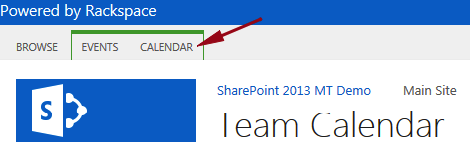 Powered by Rackspace
BROWSE EVENTS CALENDAR
S
SharePoint 2013 MT Demo Main Site
Team Calendar